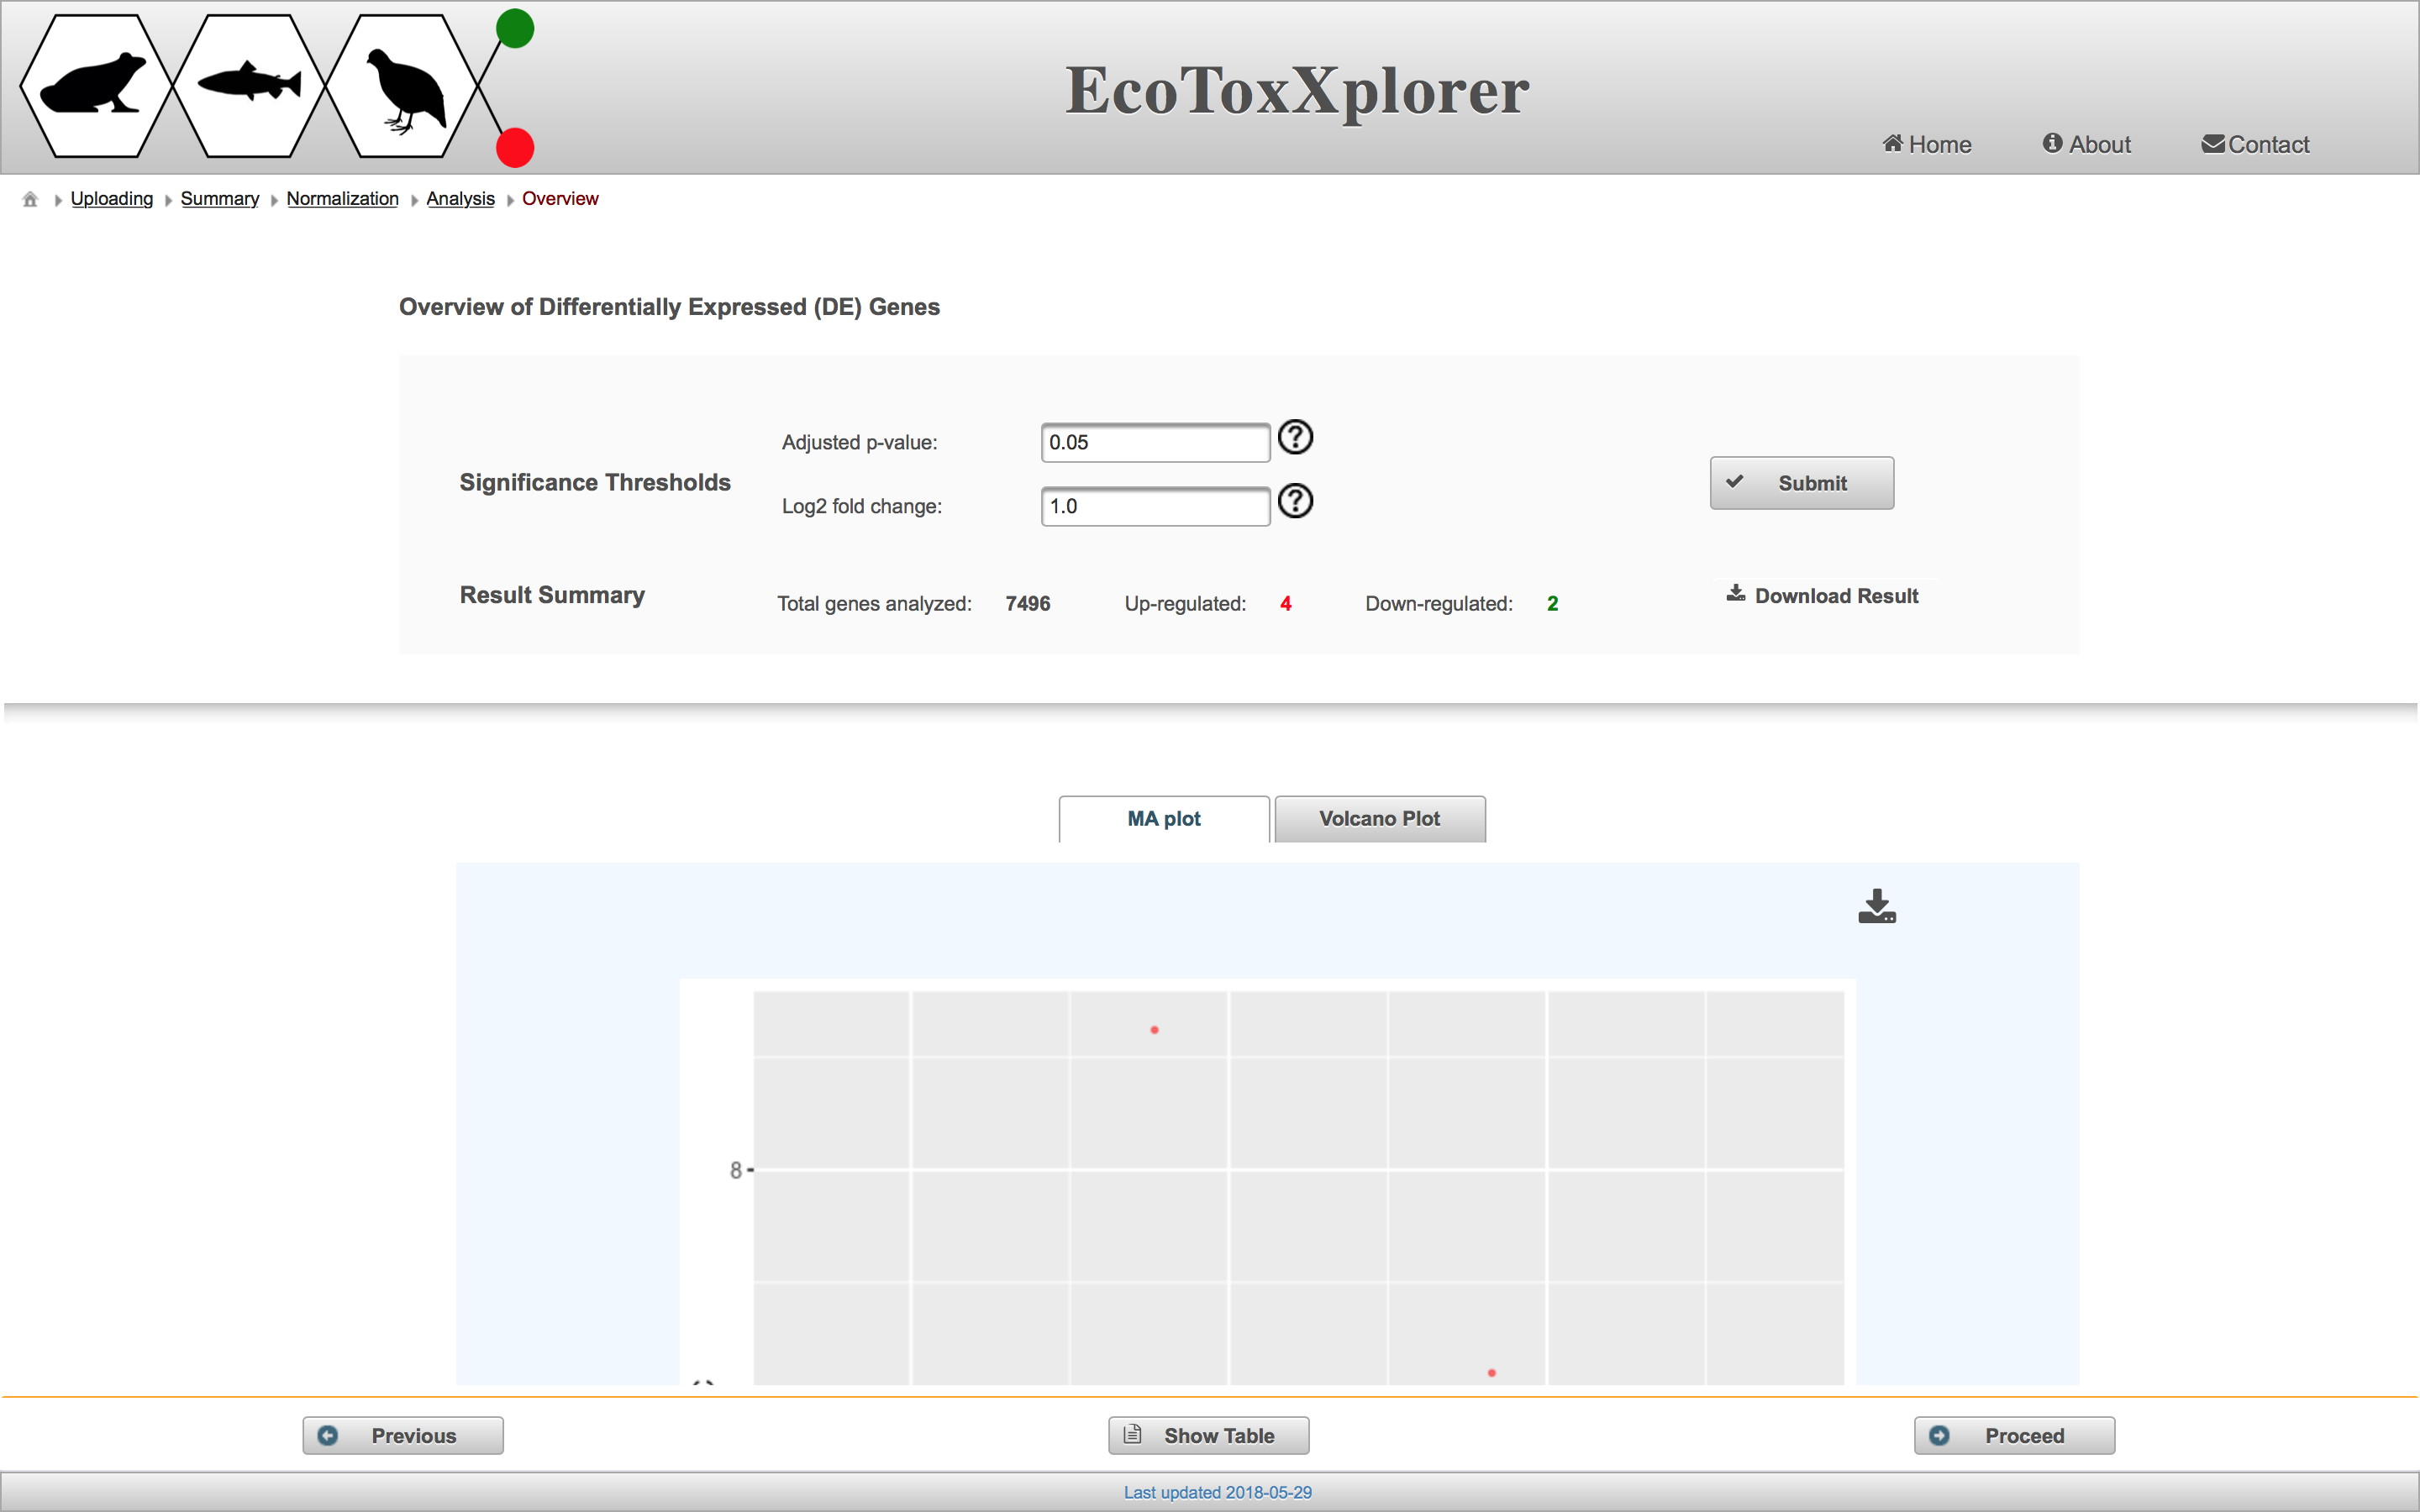 EcoToxXplorer
Home About Contact
Uploading Summary Normalization Analysis Overview
Overview of Differentially Expressed (DE) Genes
Adjusted p-value: 0.05
Significance Thresholds
Submit
Log2 fold change: 1.0
Result Summary Total genes analyzed: 7496 Up-regulated: 4 Down-regulated: 2 Download Result
MA plot Volcano Plot
8
Previous Show Table Proceed
Last updated 2018-05-29